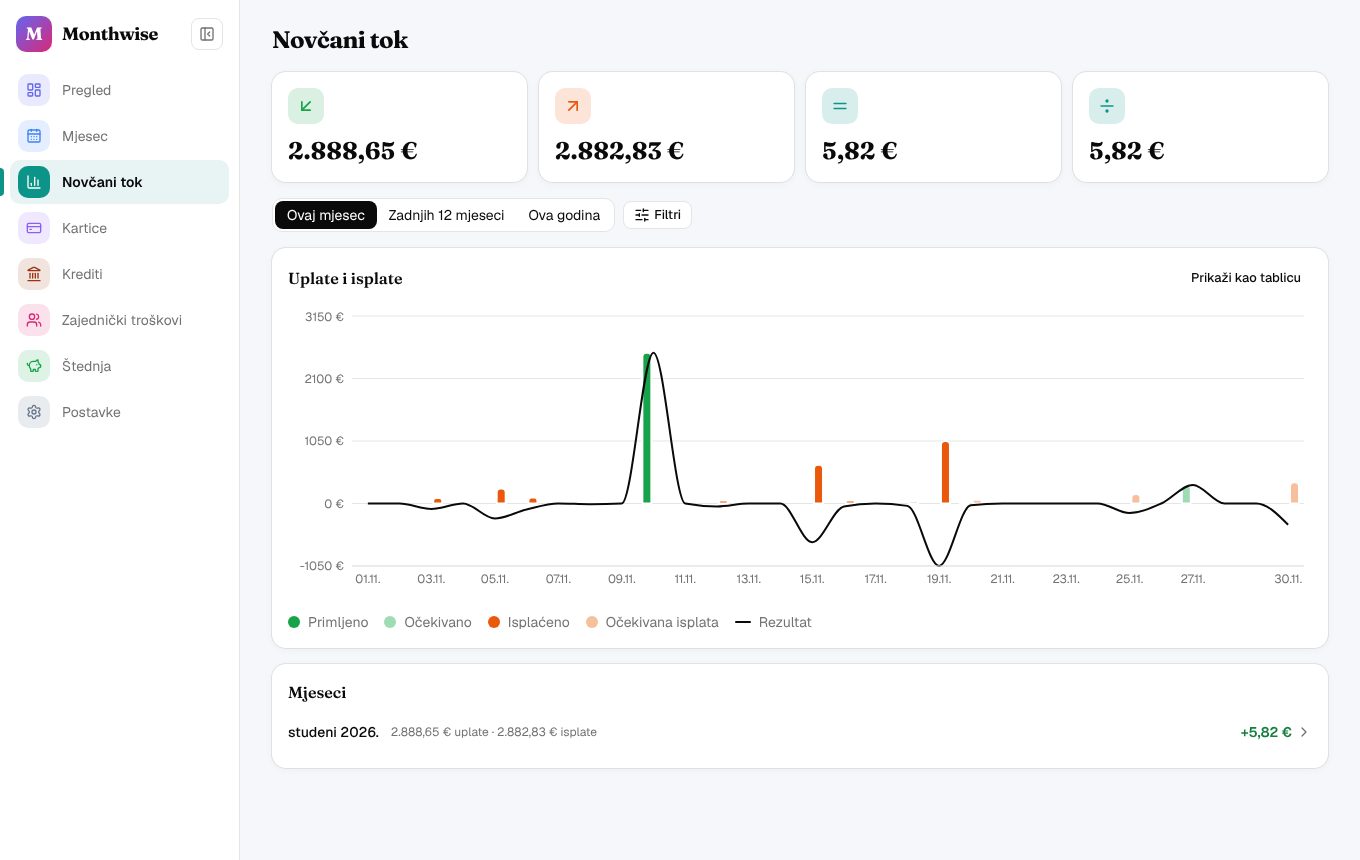 M Monthwise
Pregled
Mjesec
Novčani tok
Kartice
Krediti
Zajednički troškovi
Štednja
Postavke
Novčani tok
2.888,65 €
2.882,83 €
5,82 €
5,82 €
Ovaj mjesec Zadnjih 12 mjeseci Ova godina Filtri
Uplate i isplate Prikaži kao tablicu
3150 €
2100 €
1050 €
0 €
-1050 €
01.11. 03.11. 05.11. 07.11. 09.11. 11.11. 13.11. 15.11. 17.11. 19.11. 21.11. 23.11. 25.11. 27.11. 30.11.
Primljeno Očekivano Isplaćeno Očekivana isplata Rezultat
Mjeseci
studeni 2026. 2.888,65 € uplate · 2.882,83 € isplate +5,82 €